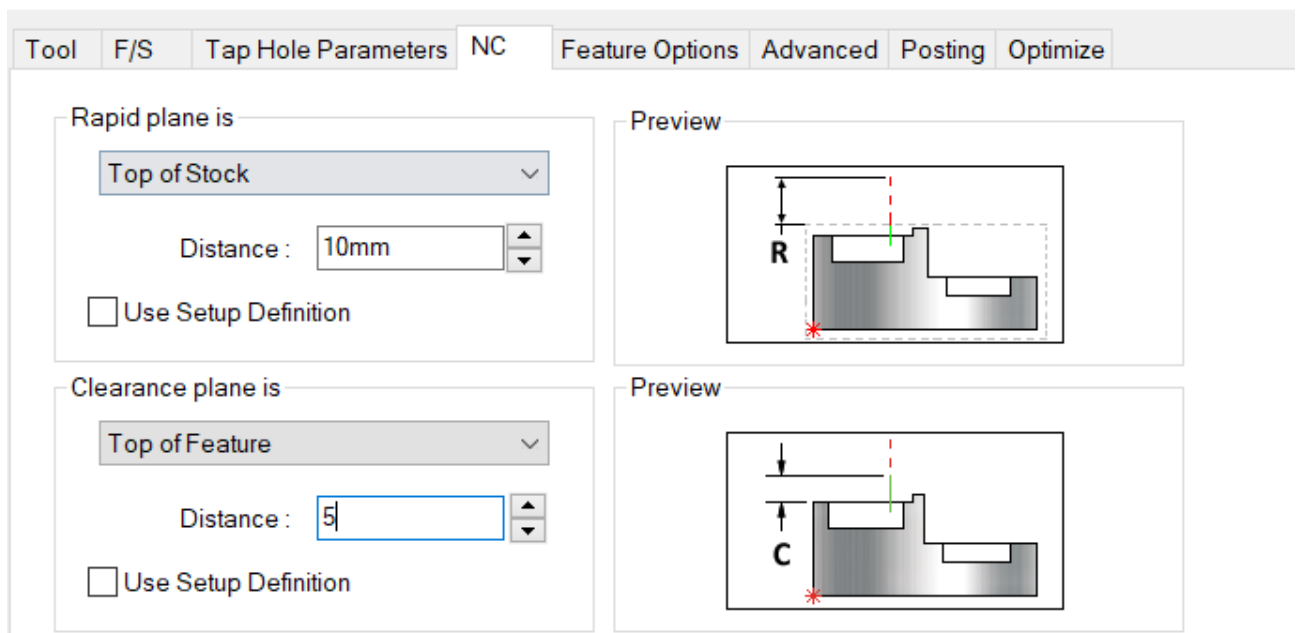 Tool F/S Tap Hole Parameters NC Feature Options Advanced Posting Optimize
Rapid plane is
Top of Stock
Distance : 10mm
Use Setup Definition
Preview
R
Clearance plane is
Top of Feature
Distance : 5
Use Setup Definition
Preview
C